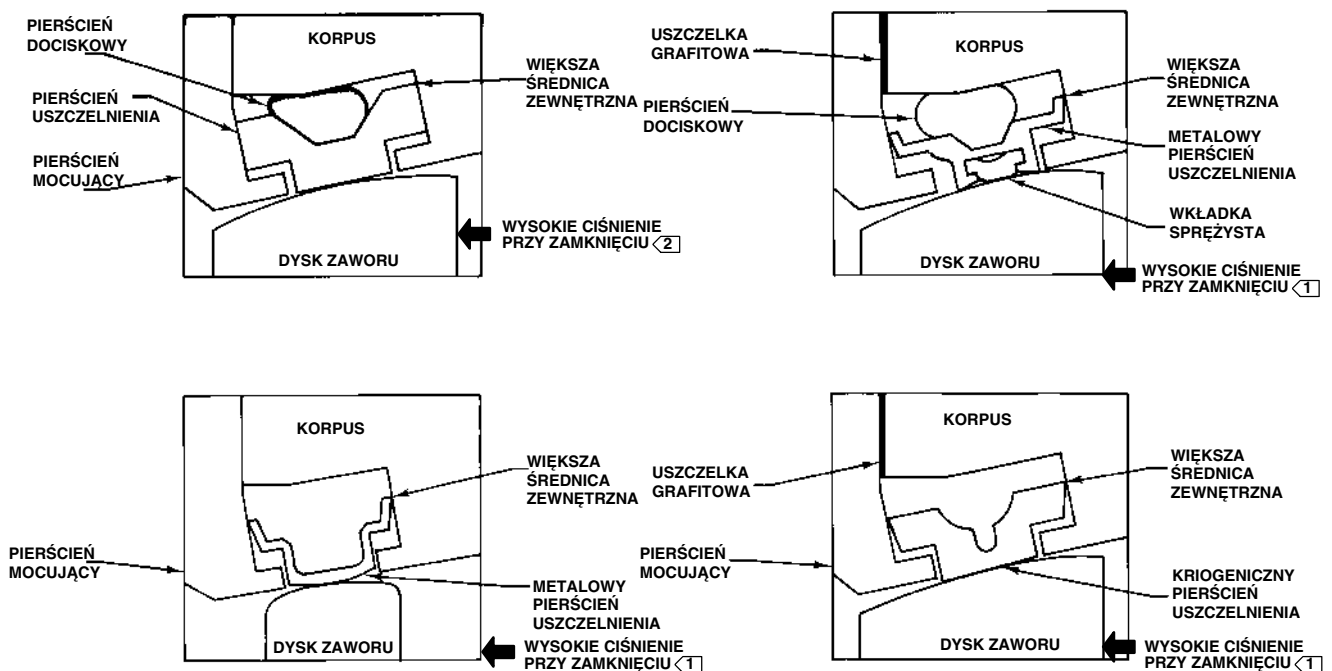 PIERŚCIEŃ
DOCISKOWY
KORPUS
WIĘKSZA
ŚREDNICA
ZEWNĘTRZNA
PIERŚCIEŃ
USZCZELNIENIA
PIERŚCIEŃ
MOCUJĄCY
WYSOKIE CIŚNIENIE
PRZY ZAMKNIĘCIU 2
DYSK ZAWORU
USZCZELKA
GRAFITOWA
KORPUS
WIĘKSZA
ŚREDNICA
ZEWNĘTRZNA
PIERŚCIEŃ
DOCISKOWY
METALOWY
PIERŚCIEŃ
USZCZELNIENIA
WKŁADKA
SPRĘŻYSTA
DYSK ZAWORU
WYSOKIE CIŚNIENIE
PRZY ZAMKNIĘCIU 1
KORPUS
WIĘKSZA
ŚREDNICA
ZEWNĘTRZNA
PIERŚCIEŃ
MOCUJĄCY
METALOWY
PIERŚCIEŃ
USZCZELNIENIA
DYSK ZAWORU
WYSOKIE CIŚNIENIE
PRZY ZAMKNIĘCIU 1
KORPUS
WIĘKSZA
ŚREDNICA
ZEWNĘTRZNA
USZCZELKA
GRAFITOWA
PIERŚCIEŃ
MOCUJĄCY
KRIOGENICZNY
PIERŚCIEŃ
USZCZELNIENIA
DYSK ZAWORU
WYSOKIE CIŚNIENIE
PRZY ZAMKNIĘCIU 1